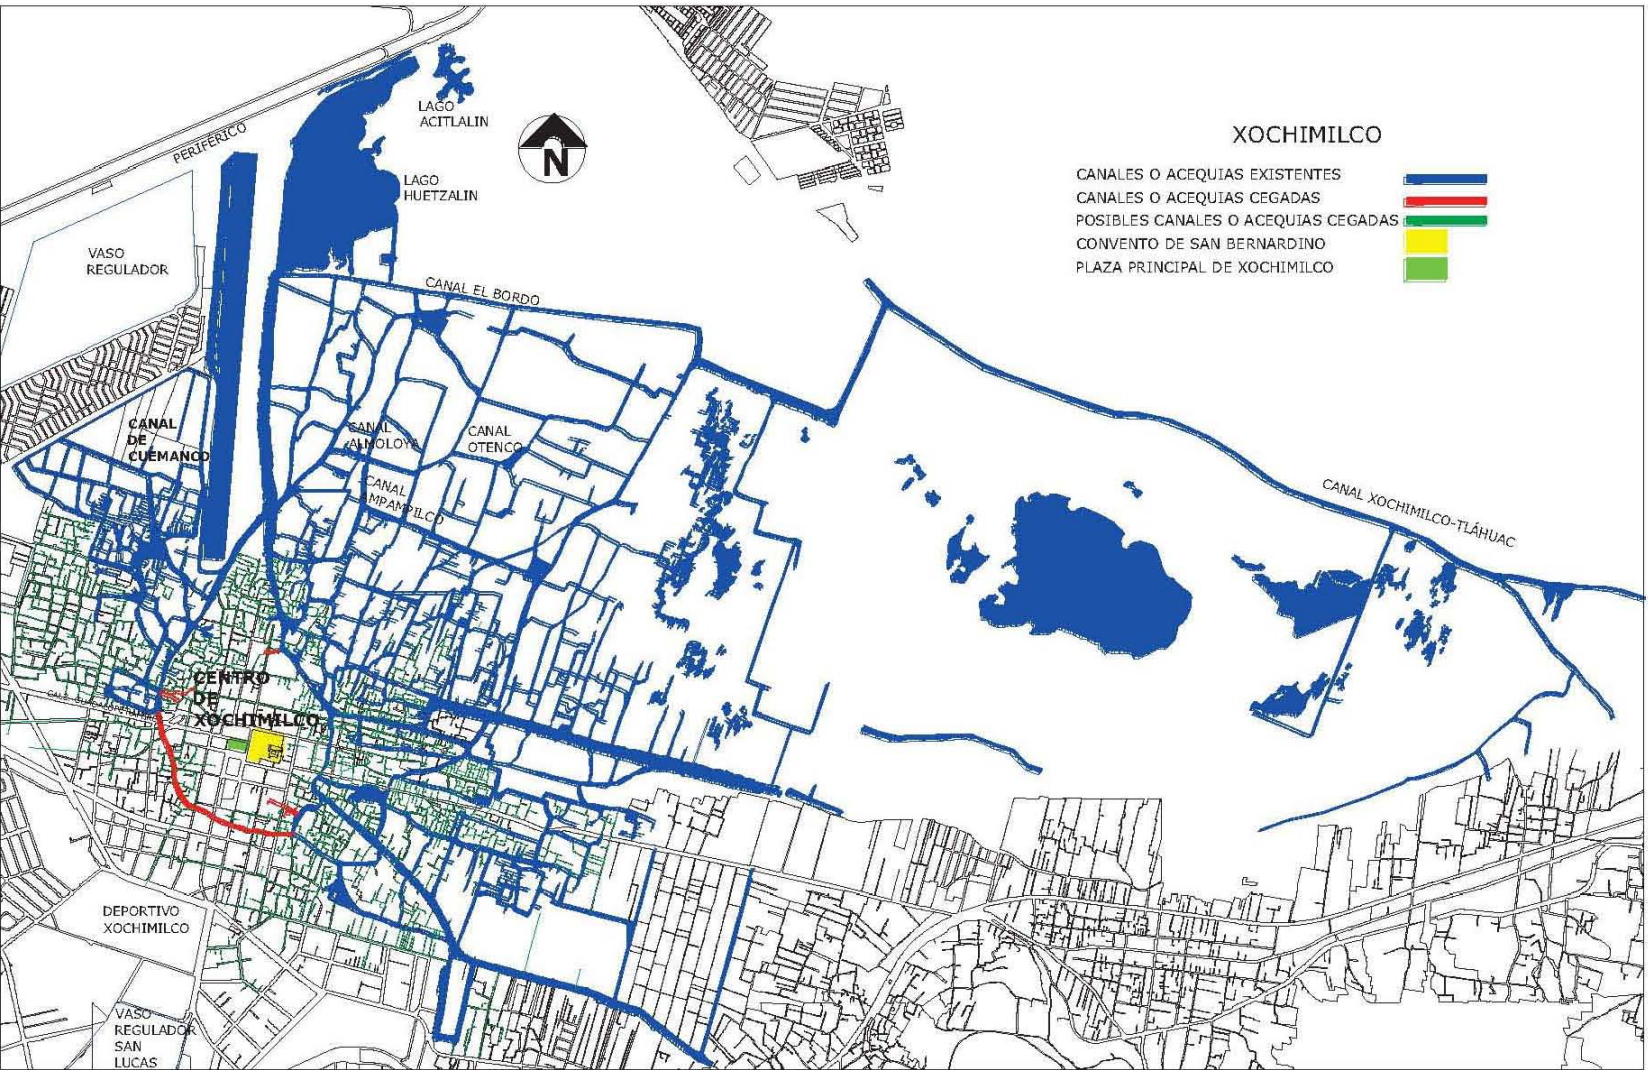 LAGO
ACITLALIN
PERIFÉRICO
N
XOCHIMILCO
CANALES O ACEQUIAS EXISTENTES
CANALES O ACEQUIAS CEGADAS
POSIBLES CANALES O ACEQUIAS CEGADAS
CONVENTO DE SAN BERNARDINO
PLAZA PRINCIPAL DE XOCHIMILCO
LAGO
HUETZALIN
VASO
REGULADOR
CANAL EL BORDO
CANAL
DE
CUEMANCO
CANAL
ALMOLOYA
CANAL
OTENCO
CANAL
AMPAMPILCO
CANAL XOCHIMILCO-TLÁHUAC
CENTRO
DE
XOCHIMILCO
DEPORTIVO
XOCHIMILCO
VASO
REGULADOR
SAN
LUCAS